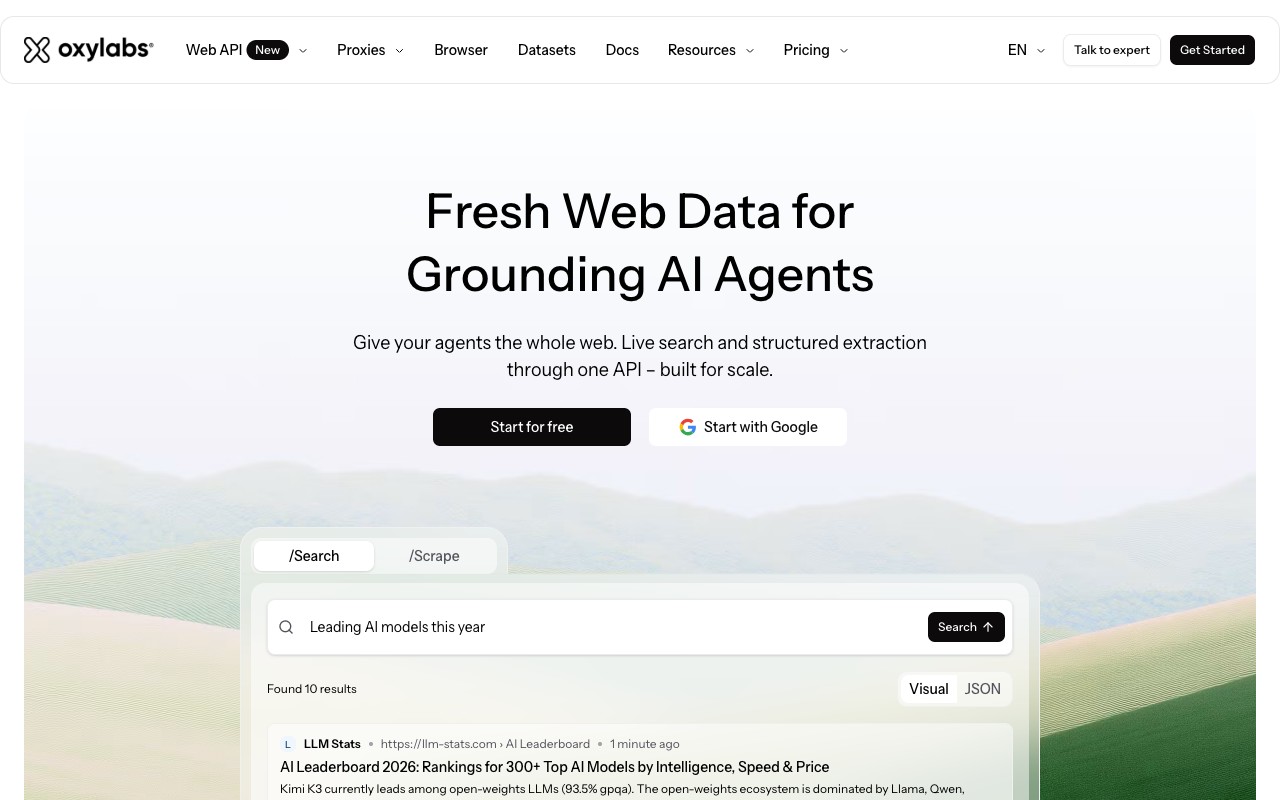 oxylabs®
Web API New
Proxies
Browser
Datasets
Docs
Resources
Pricing
EN
Talk to expert
Get Started
Fresh Web Data for
Grounding AI Agents
Give your agents the whole web. Live search and structured extraction
through one API – built for scale.
Start for free
Start with Google
/Search
/Scrape
Leading AI models this year
Search
Found 10 results
Visual
JSON
L LLM Stats • https://llm-stats.com › AI Leaderboard • 1 minute ago
AI Leaderboard 2026: Rankings for 300+ Top AI Models by Intelligence, Speed & Price
Kimi K3 currently leads among open-weights LLMs (93.5% gpqa). The open-weights ecosystem is dominated by Llama, Qwen,